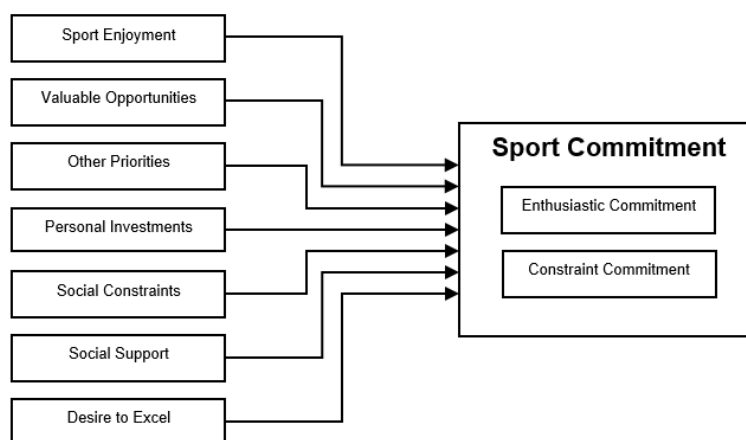 Sport Enjoyment
Valuable Opportunities
Other Priorities
Personal Investments
Social Constraints
Social Support
Desire to Excel
Sport Commitment
Enthusiastic Commitment
Constraint Commitment